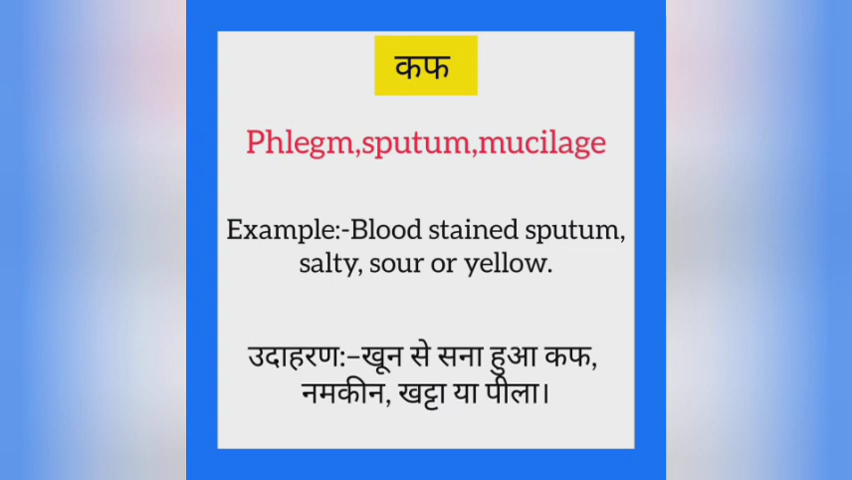 कफ
Phlegm,sputum,mucilage
Example:-Blood stained sputum,
salty, sour or yellow.
उदाहरण:–खून से सना हुआ कफ,
नमकीन, खट्टा या पीला।